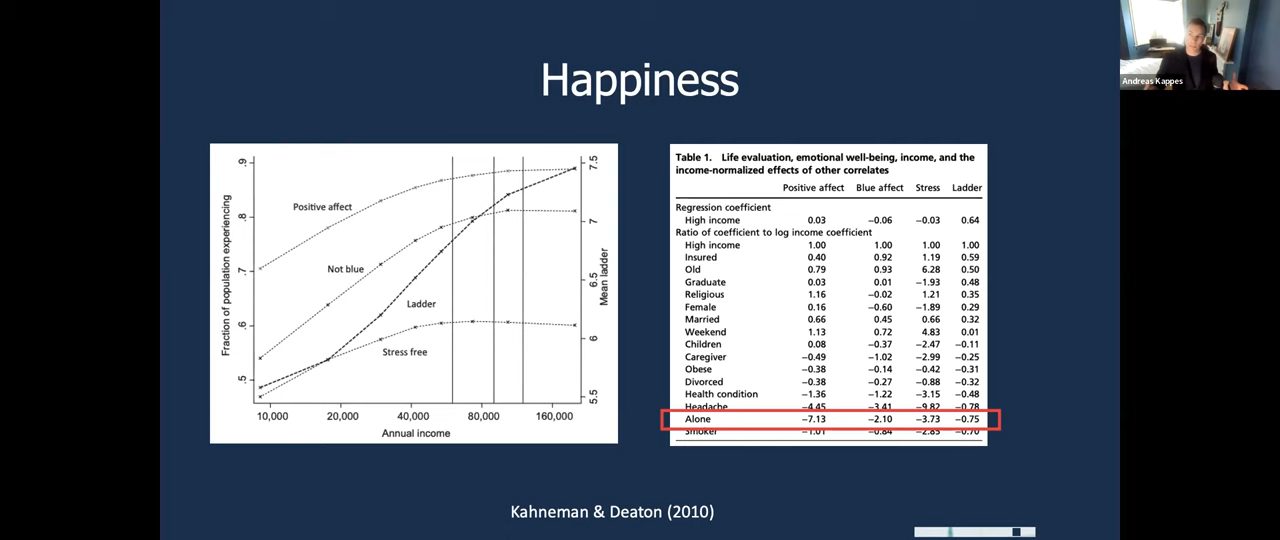 Happiness
Andreas Kappes
.9
.8
.7
.6
.5
Fraction of population experiencing
Positive affect
Not blue
Ladder
Stress free
7.5
7
6.5
6
5.5
Mean ladder
10,000 20,000 40,000 80,000 160,000
Annual income
Table 1. Life evaluation, emotional well-being, income, and the
income-normalized effects of other correlates
Positive affect Blue affect Stress Ladder
Regression coefficient
High income 0.03 −0.06 −0.03 0.64
Ratio of coefficient to log income coefficient
High income 1.00 1.00 1.00 1.00
Insured 0.40 0.92 1.19 0.59
Old 0.79 0.93 6.28 0.50
Graduate 0.03 0.01 −1.93 0.48
Religious 1.16 −0.02 1.21 0.35
Female 0.16 −0.60 −1.89 0.29
Married 0.66 0.45 0.66 0.32
Weekend 1.13 0.72 4.83 0.01
Children 0.08 −0.37 −2.47 −0.11
Caregiver −0.49 −1.02 −2.99 −0.25
Obese −0.38 −0.14 −0.42 −0.31
Divorced −0.38 −0.27 −0.88 −0.32
Health condition −1.36 −1.22 −3.15 −0.48
Headache −4.45 −3.41 −9.82 −0.78
Alone −7.13 −2.10 −3.73 −0.75
Smoker −1.01 −0.84 −2.85 −0.70
Kahneman & Deaton (2010)